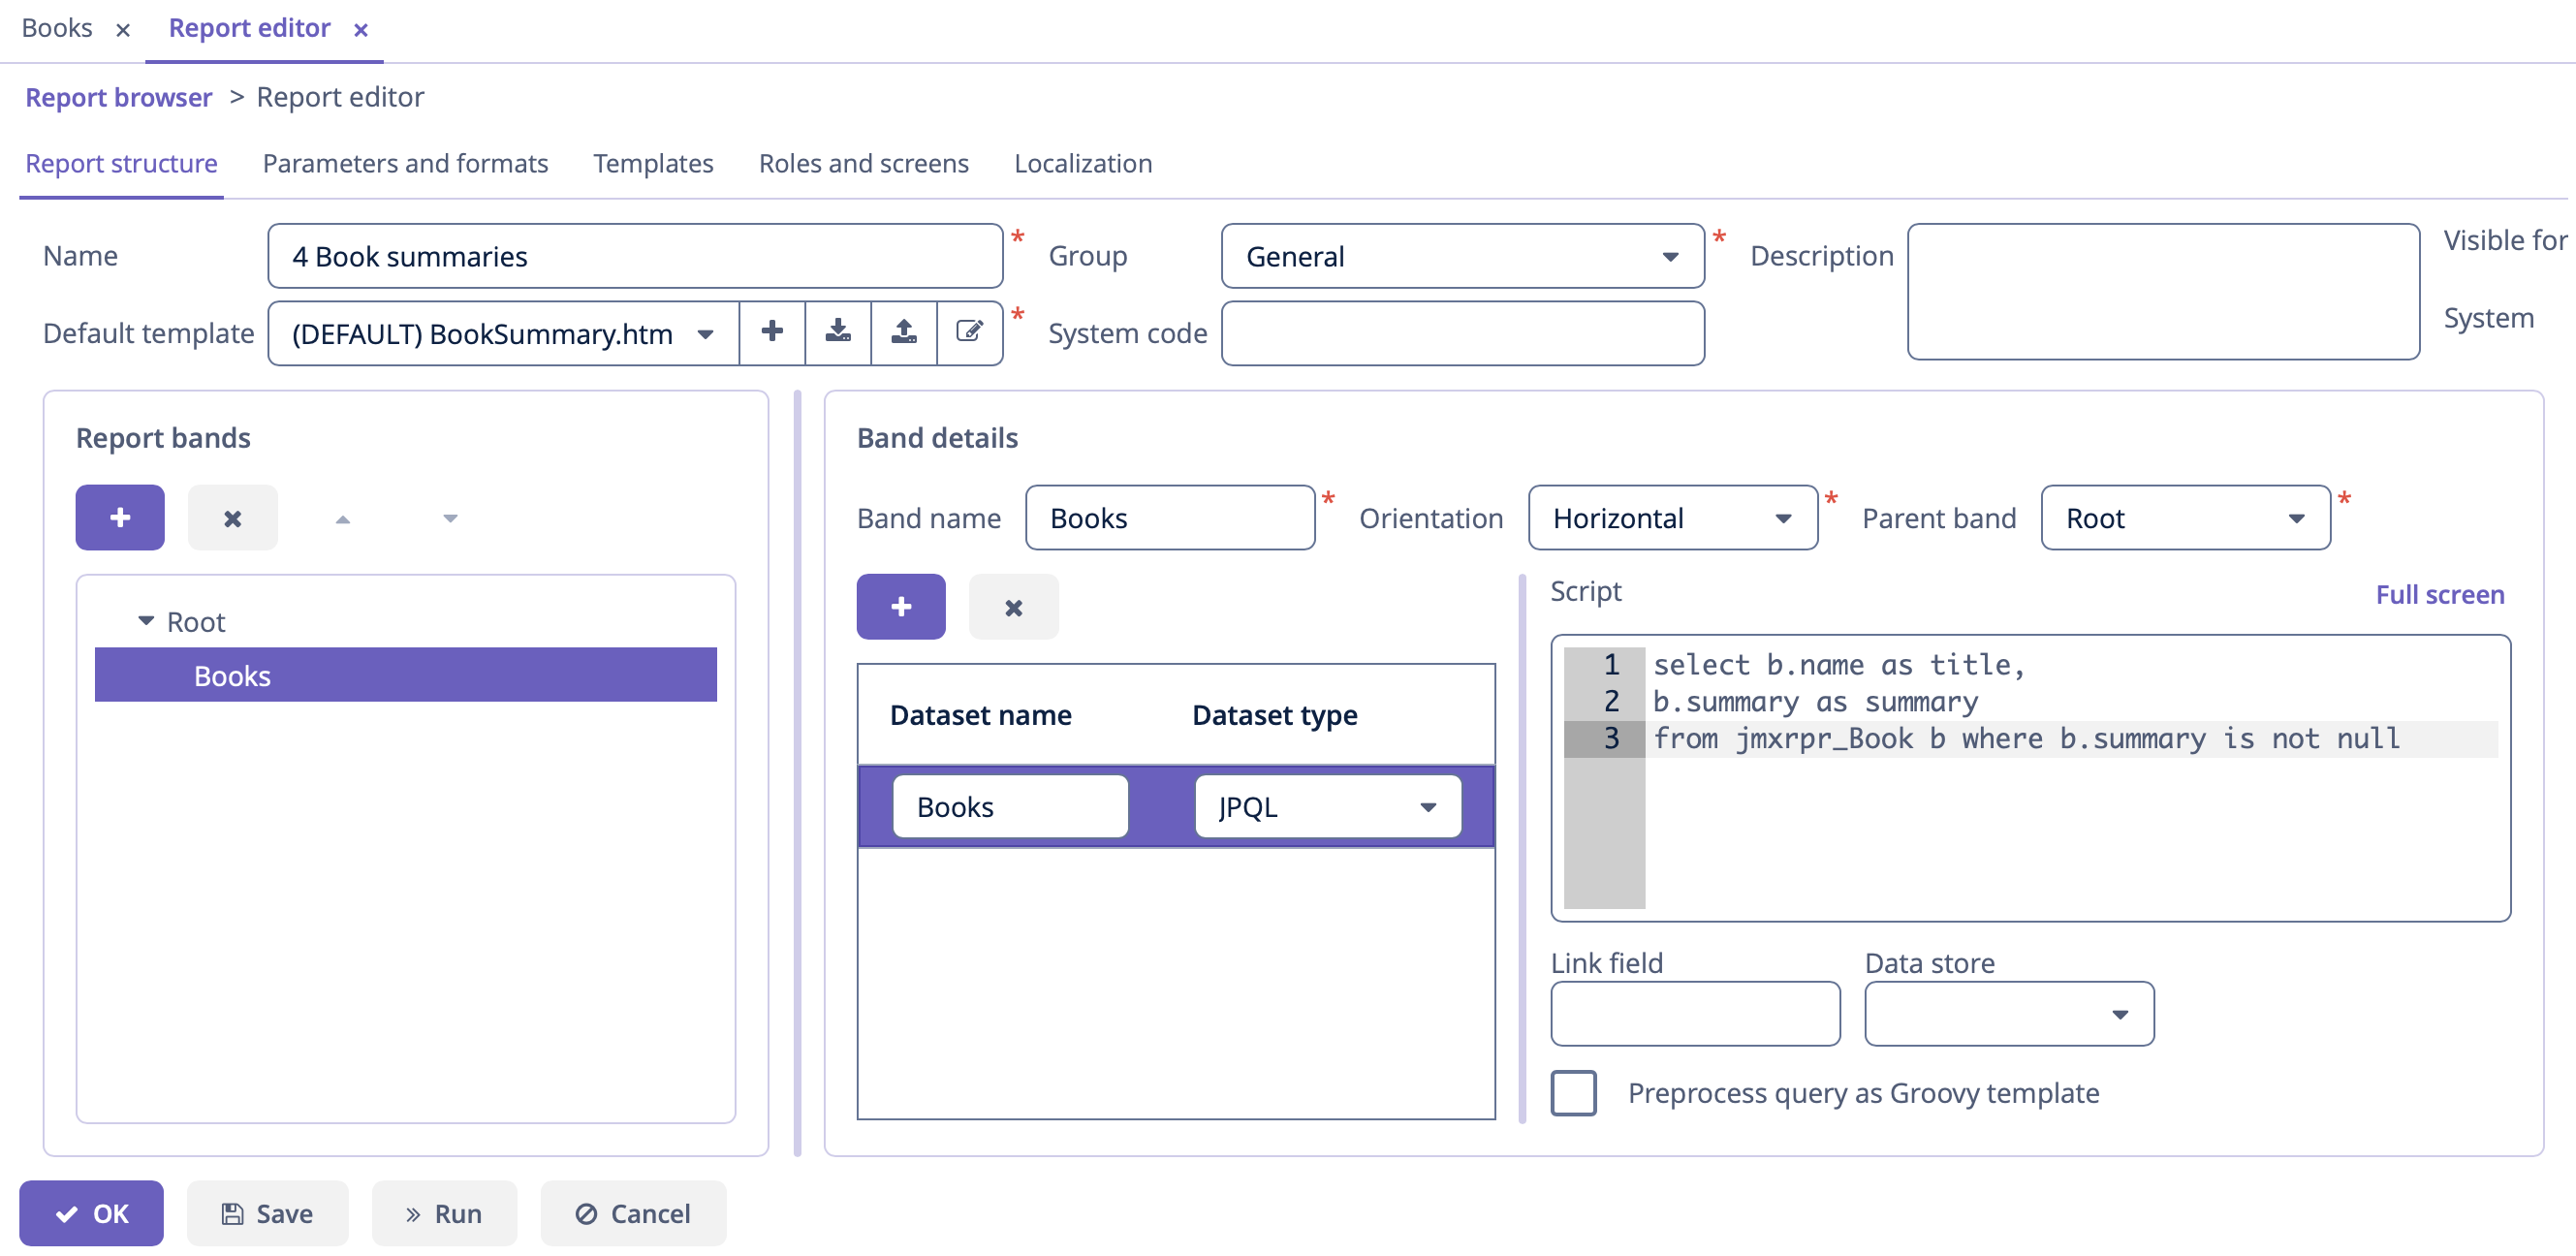 Books × Report editor ×
Report browser > Report editor
Report structure Parameters and formats Templates Roles and screens Localization
Name 4 Book summaries * Group General * Description Visible for
Default template (DEFAULT) BookSummary.htm * System code System
Report bands
Band details
Band name Books * Orientation Horizontal * Parent band Root *
Root
Books
Dataset name Dataset type
Books JPQL
Script Full screen
1 select b.name as title,
2 b.summary as summary
3 from jmxrpr_Book b where b.summary is not null
Link field Data store
Preprocess query as Groovy template
OK Save Run Cancel